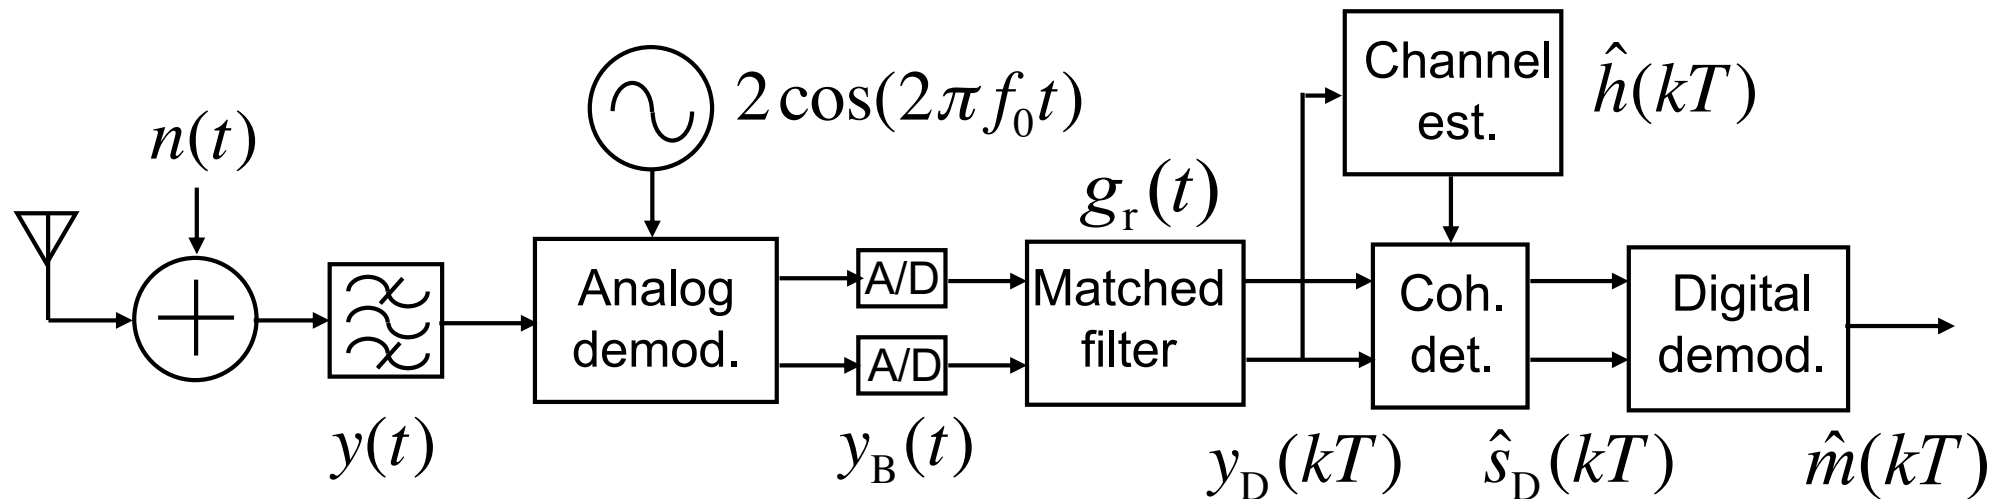 Channel
est.
ĥ(kT)
2cos(2πf₀t)
n(t)
gᵣ(t)
Analog
demod.
A/D
A/D
Matched
filter
Coh.
det.
Digital
demod.
y(t)
y_B(t)
y_D(kT)
ŝ_D(kT)
m̂(kT)